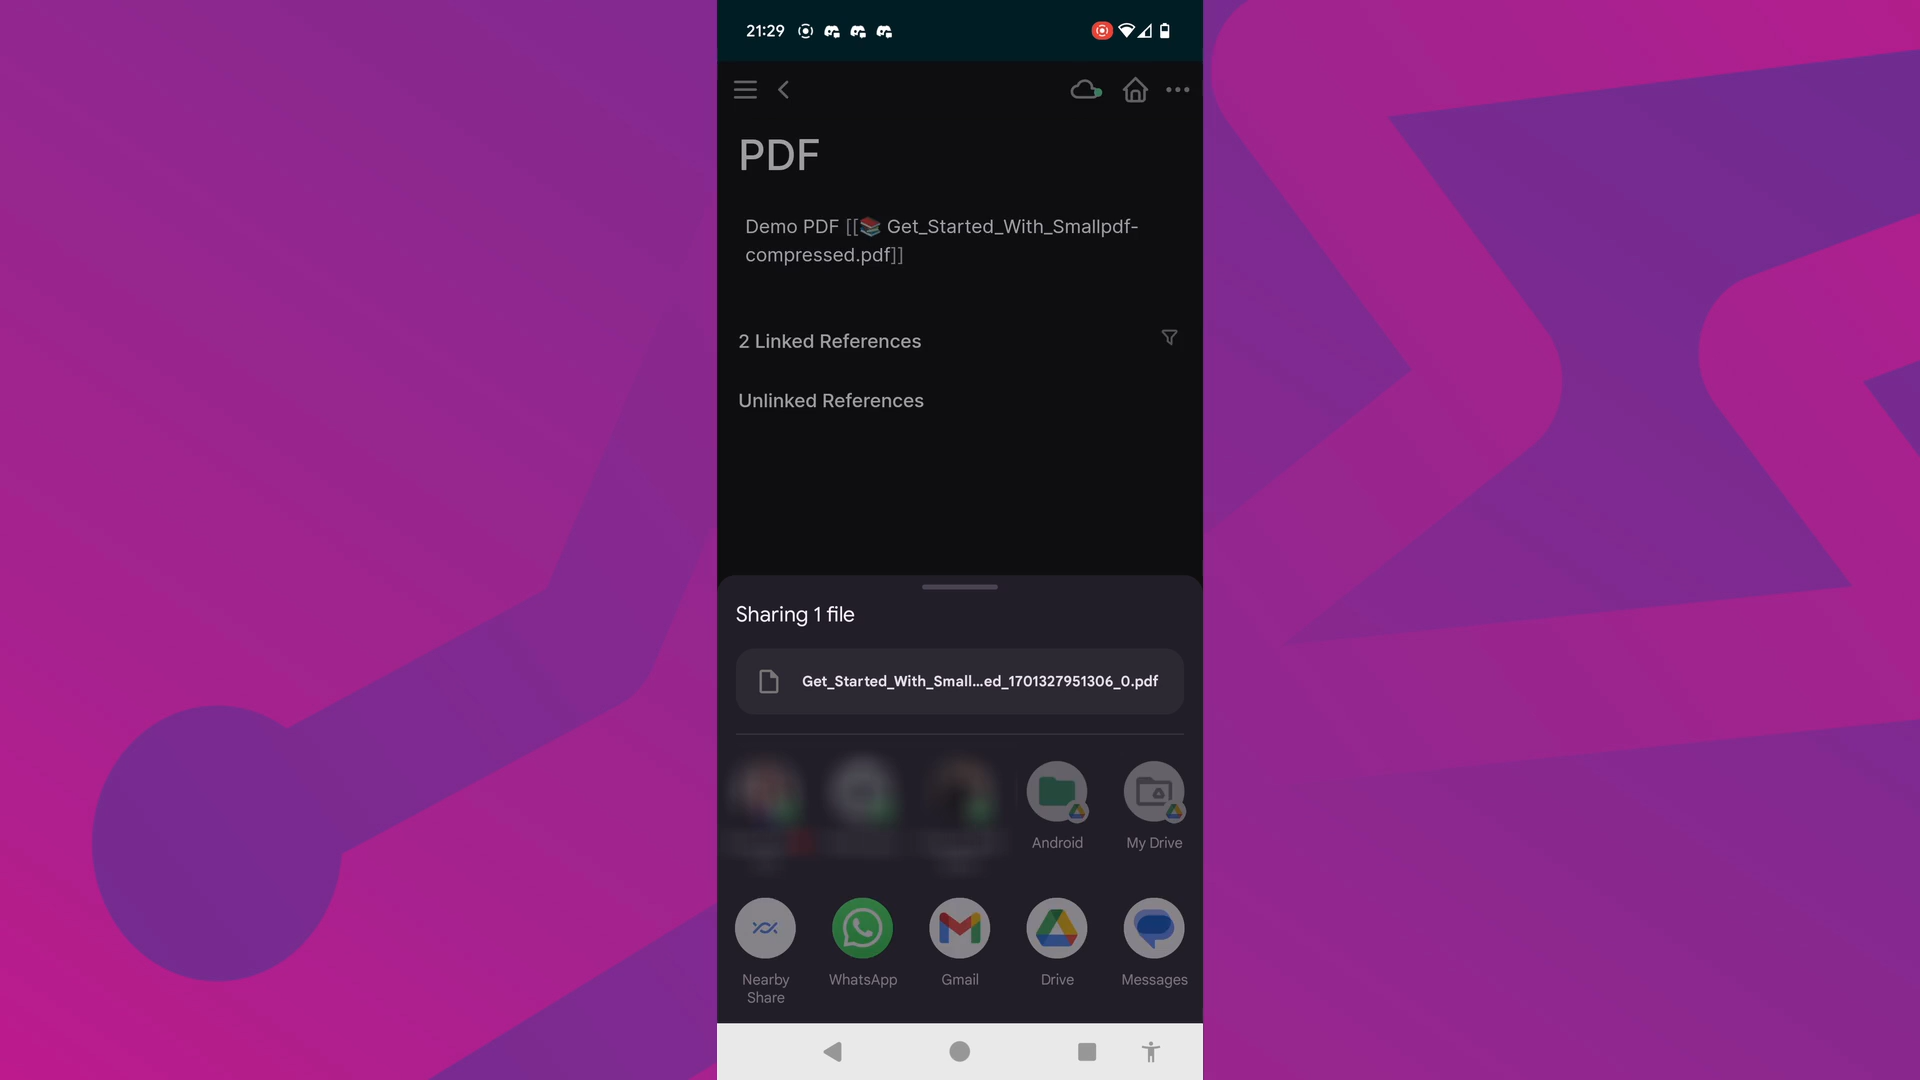 21:29
PDF
Demo PDF [[📚 Get_Started_With_Smallpdf-
compressed.pdf]]
2 Linked References
Unlinked References
Sharing 1 file
Get_Started_With_Small...ed_1701327951306_0.pdf
Android
My Drive
Nearby
Share
WhatsApp
Gmail
Drive
Messages